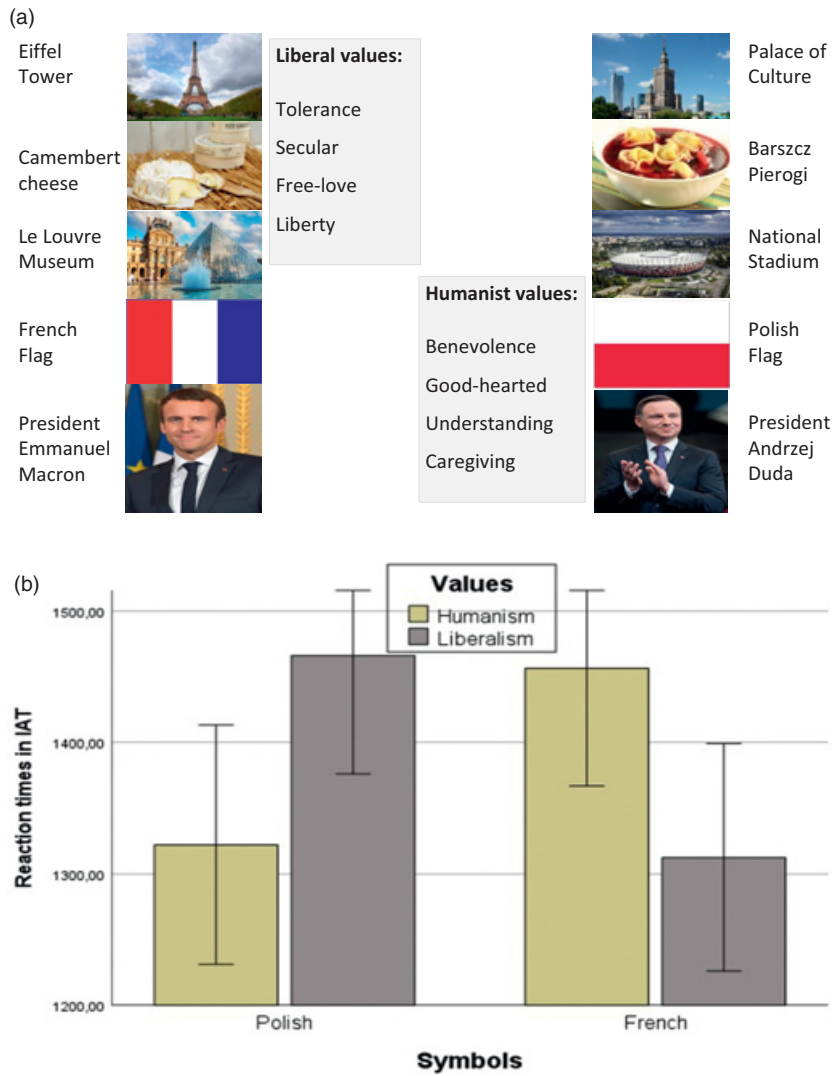 (a)
Eiffel
Tower
Camembert
cheese
Le Louvre
Museum
French
Flag
President
Emmanuel
Macron
Liberal values:
Tolerance
Secular
Free-love
Liberty
Humanist values:
Benevolence
Good-hearted
Understanding
Caregiving
Palace of
Culture
Barszcz
Pierogi
National
Stadium
Polish
Flag
President
Andrzej
Duda
(b)
Values
Humanism
Liberalism
Reaction times in IAT
1500,00
1400,00
1300,00
1200,00
Polish
French
Symbols